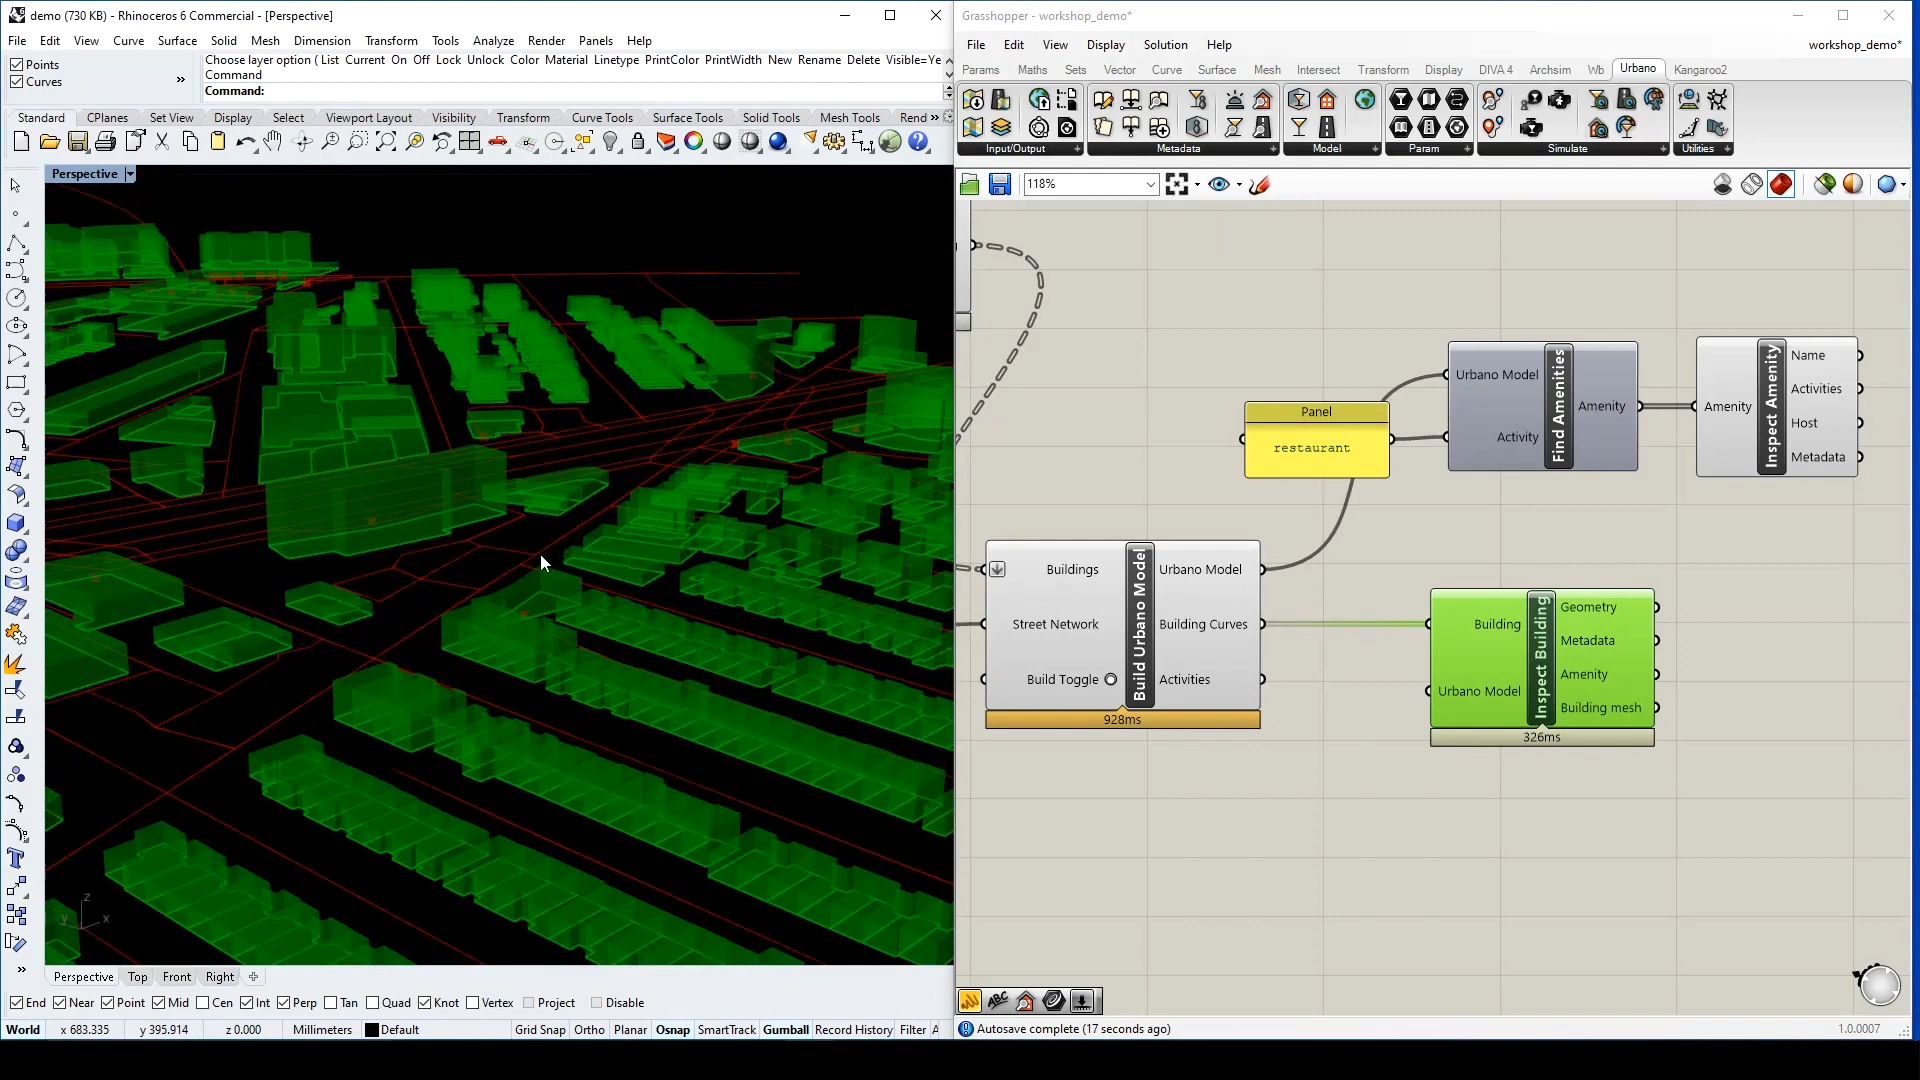 demo (730 KB) - Rhinoceros 6 Commercial - [Perspective]
File Edit View Curve Surface Solid Mesh Dimension Transform Tools Analyze Render Panels Help
Points
Curves
Choose layer option ( List Current On Off Lock Unlock Color Material Linetype PrintColor PrintWidth New Rename Delete Visible=Ye
Command
Command:
Standard CPlanes Set View Display Select Viewport Layout Visibility Transform Curve Tools Surface Tools Solid Tools Mesh Tools Rend
Perspective
z
y x
Perspective Top Front Right
End Near Point Mid Cen Int Perp Tan Quad Knot Vertex Project Disable
World x 683.335 y 395.914 z 0.000 Millimeters Default Grid Snap Ortho Planar Osnap SmartTrack Gumball Record History Filter A
Grasshopper - workshop_demo*
File Edit View Display Solution Help workshop_demo*
Params Maths Sets Vector Curve Surface Mesh Intersect Transform Display DIVA 4 Archsim Wb Urbano Kangaroo2
Input/Output Metadata Model Param Simulate Utilities
118%
Panel
restaurant
Urbano Model
Activity
Find Amenities
Amenity
Amenity
Inspect Amenity
Name
Activities
Host
Metadata
Buildings
Street Network
Build Toggle
Build Urbano Model
Urbano Model
Building Curves
Activities
928ms
Building
Urbano Model
Inspect Building
Geometry
Metadata
Amenity
Building mesh
326ms
ABC
Autosave complete (17 seconds ago)
1.0.0007